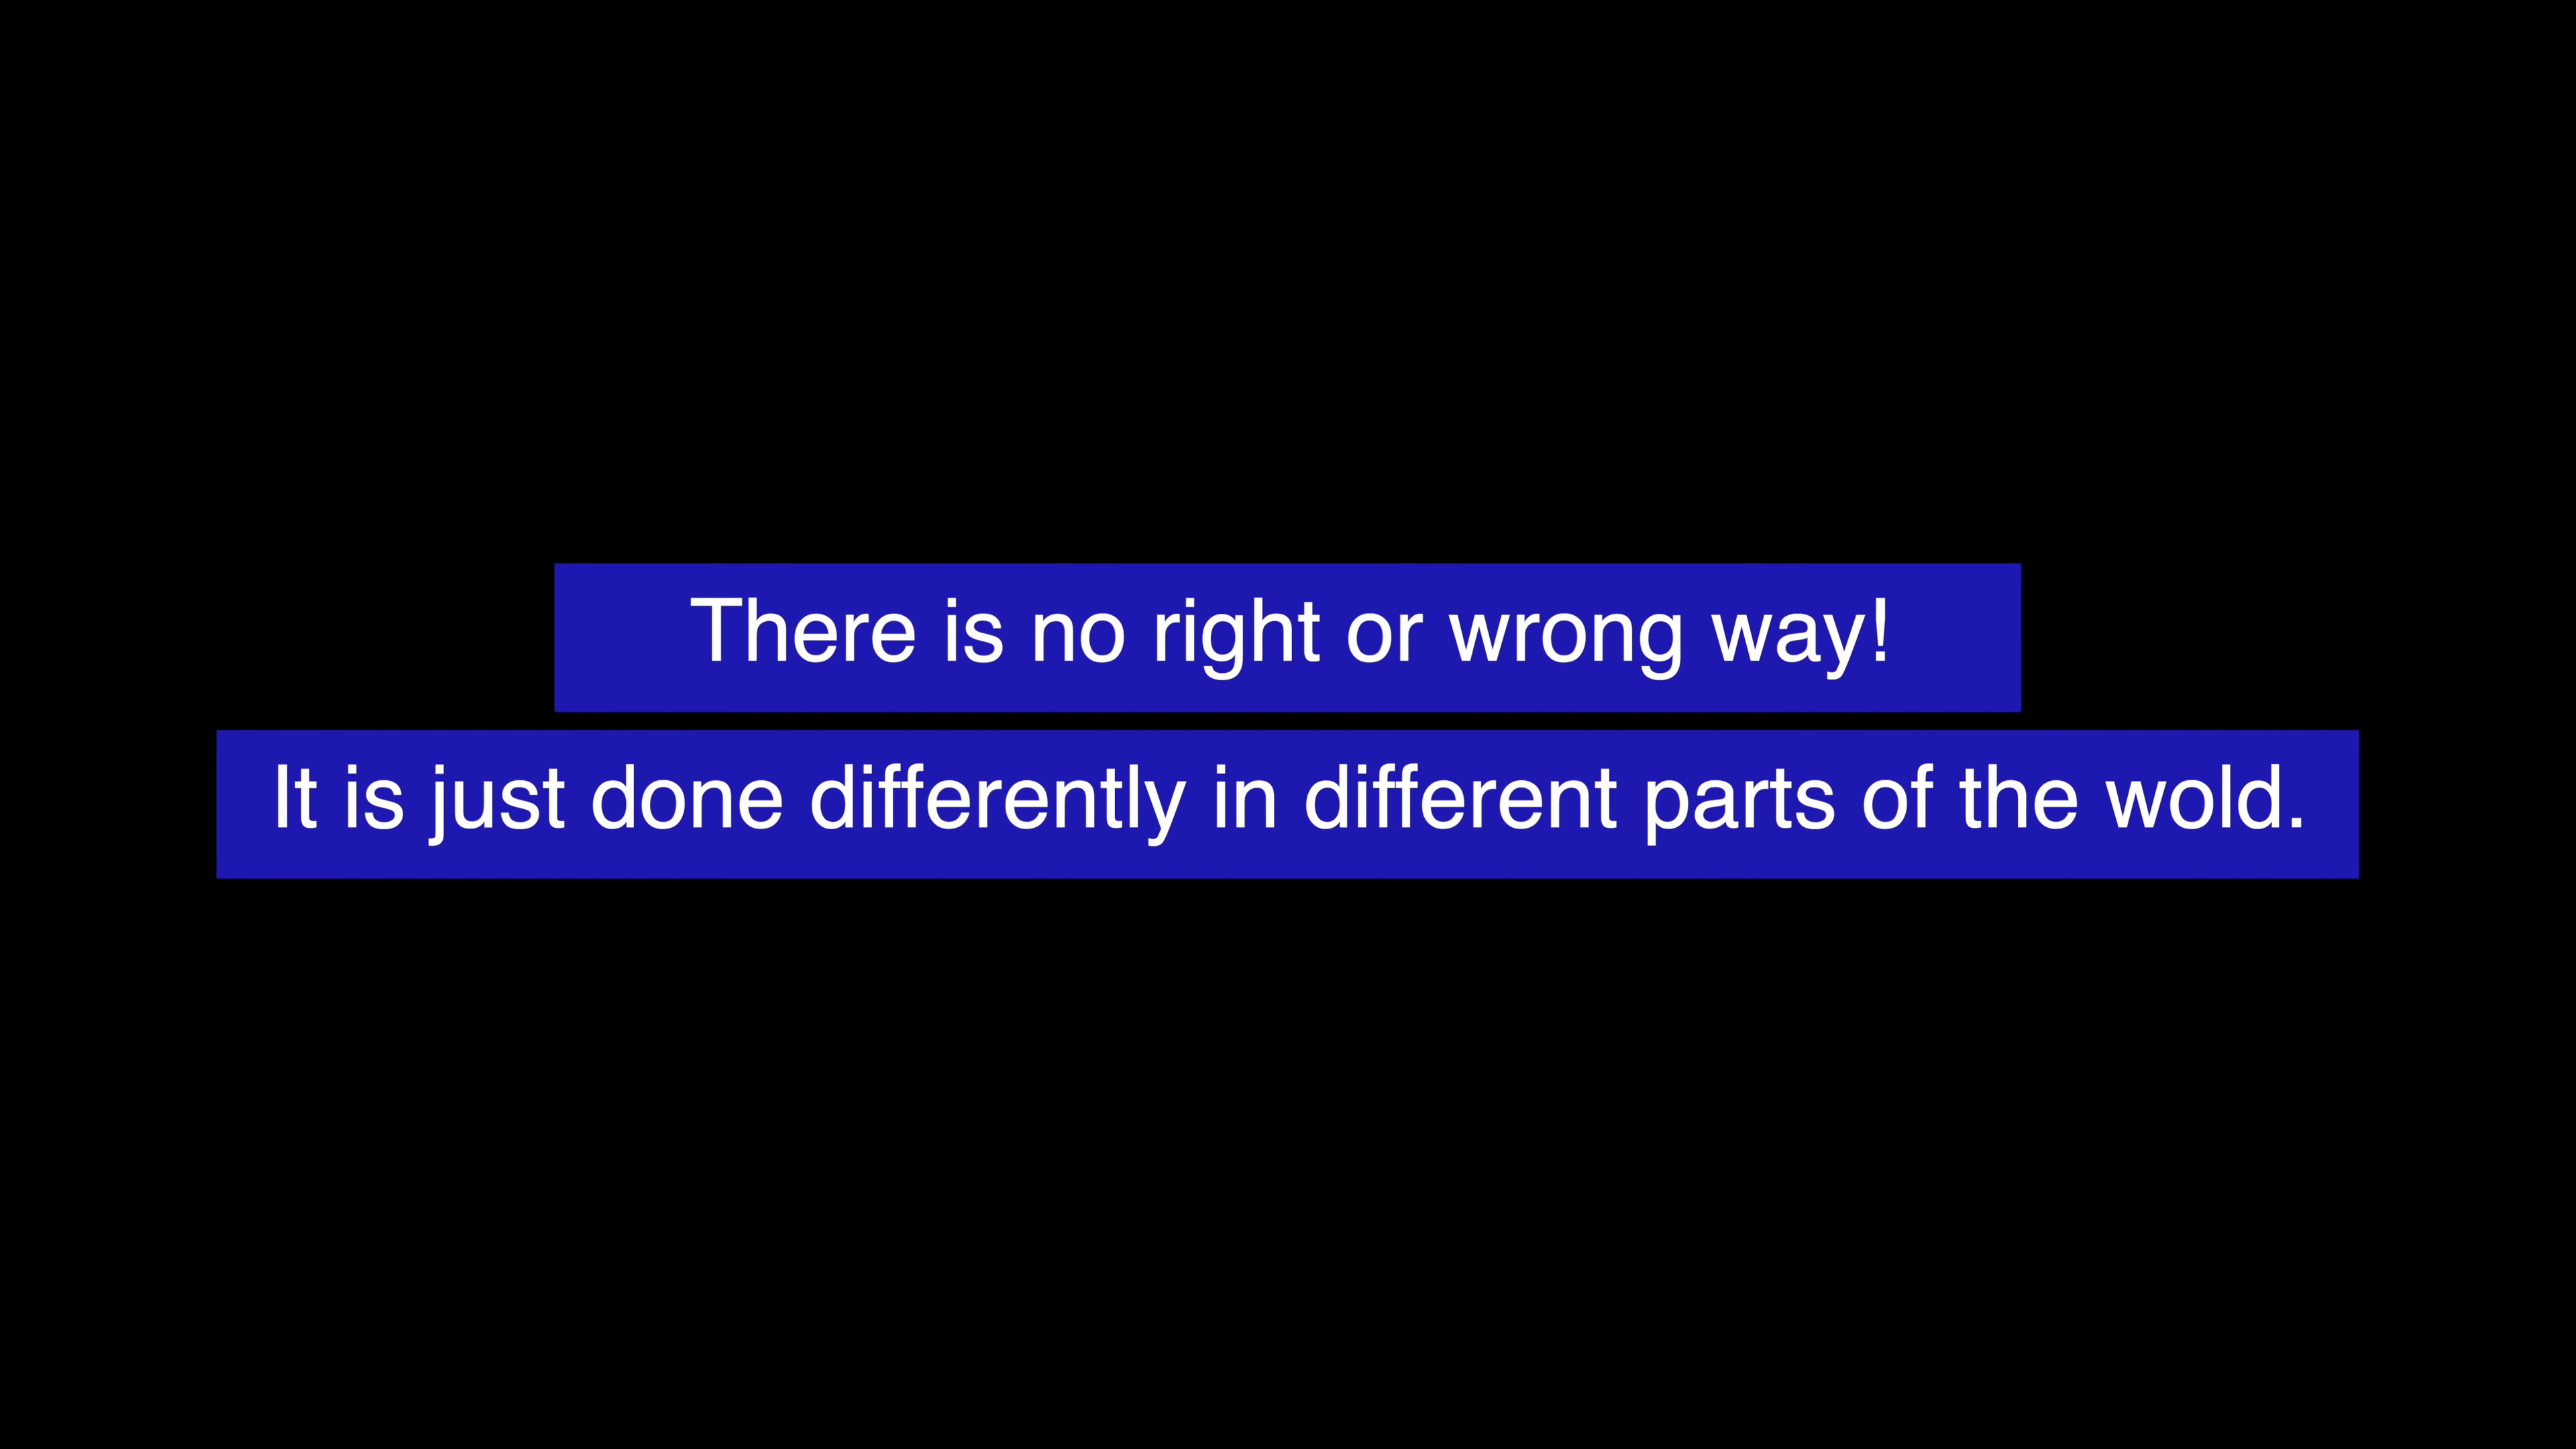 There is no right or wrong way!
It is just done differently in different parts of the wold.